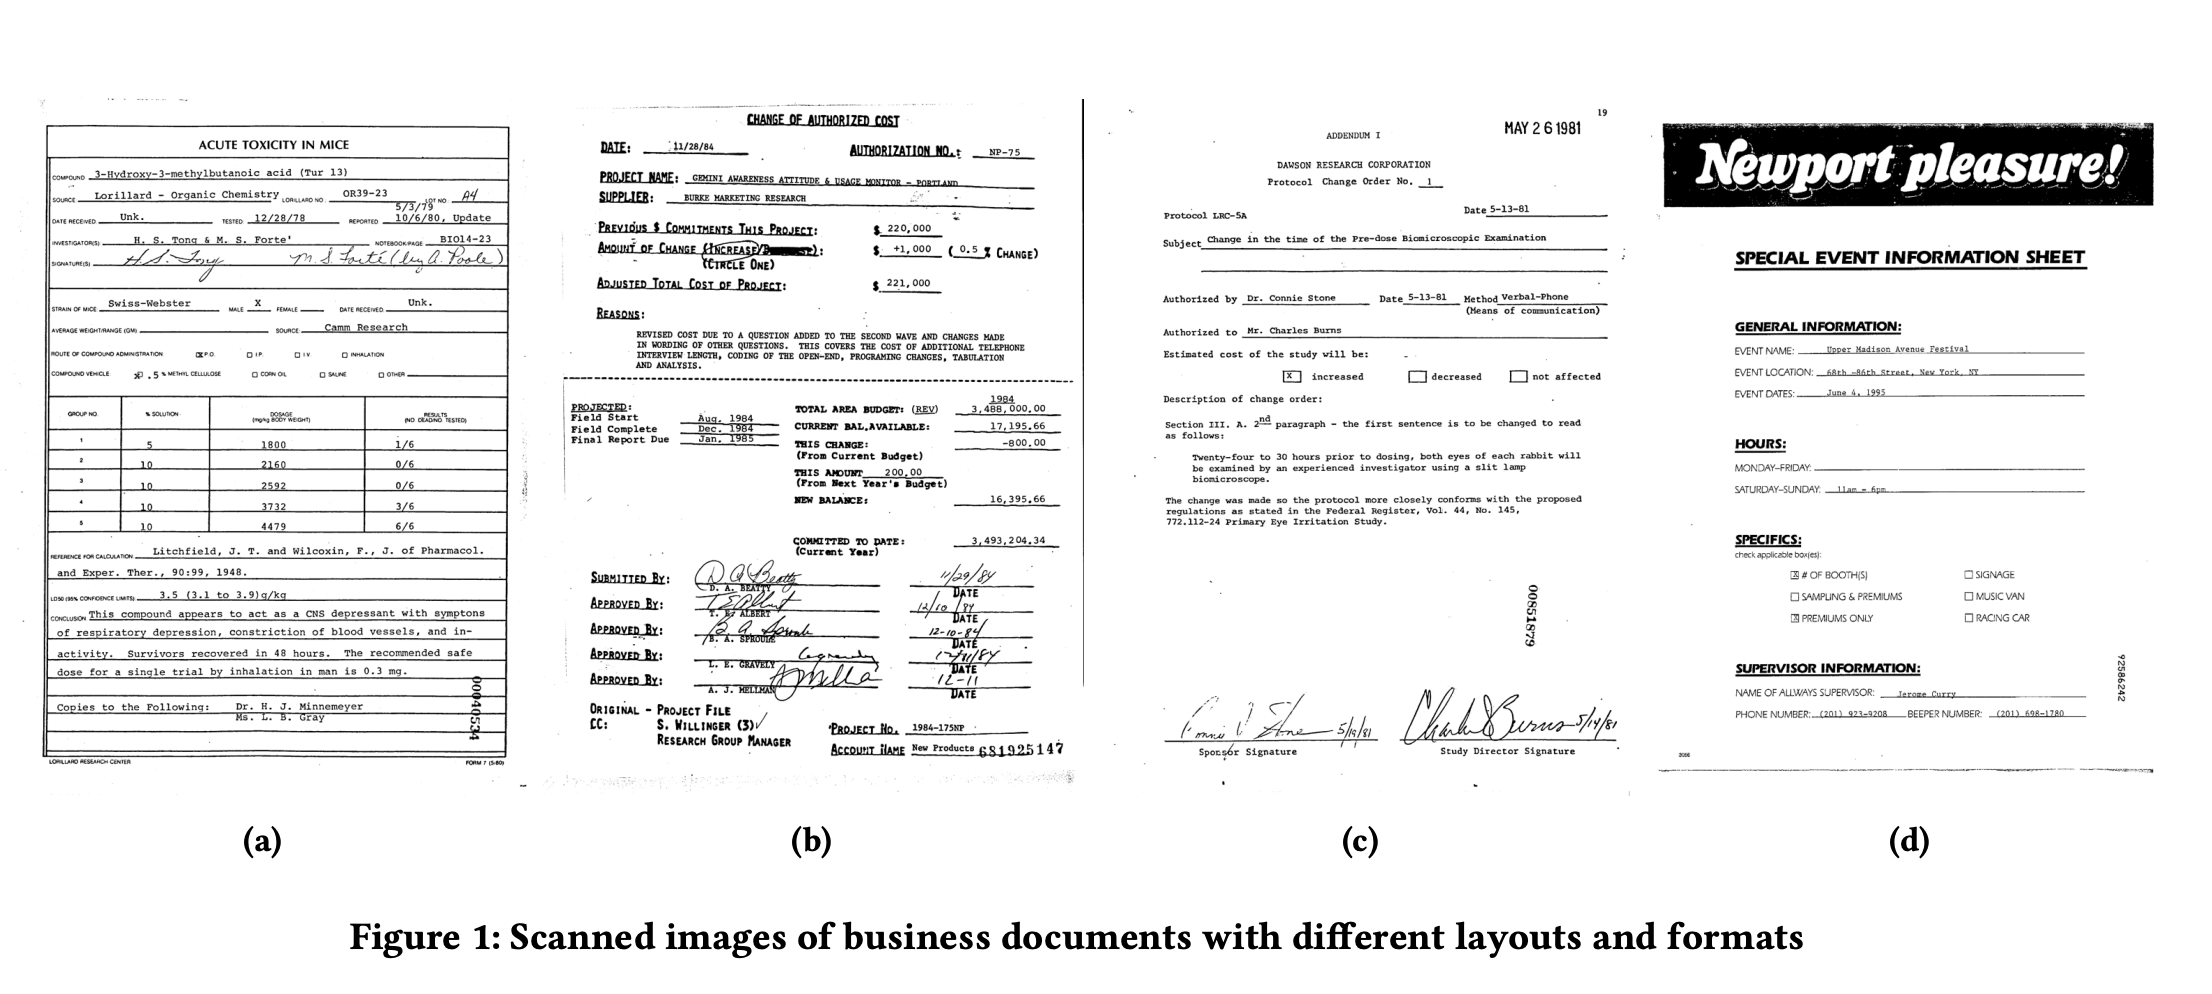 ACUTE TOXICITY IN MICE
COMPOUND 3-Hydroxy-3-methylbutanoic acid (Tur 13)
SOURCE Lorillard - Organic Chemistry LORILLARD NO. OR39-23 LOT NO. A4
5/3/79
DATE RECEIVED Unk. TESTED 12/28/78 REPORTED 10/6/80, Update
INVESTIGATOR(S) H. S. Tong & M. S. Forte' NOTEBOOK/PAGE BIO14-23
SIGNATURE(S) H.S. Tong M. S. Forté (by A. Poole)
STRAIN OF MICE Swiss-Webster MALE X FEMALE DATE RECEIVED Unk.
AVERAGE WEIGHT/RANGE (GM) SOURCE: Camm Research
ROUTE OF COMPOUND ADMINISTRATION X P.O. I.P. I.V. INHALATION
COMPOUND VEHICLE X .5 % METHYL CELLULOSE CORN OIL SALINE OTHER
GROUP NO. % SOLUTION DOSAGE RESULTS
(mg/kg BODY WEIGHT) (NO. DEAD/NO. TESTED)
1 5 1800 1/6
2 10 2160 0/6
3 10 2592 0/6
4 10 3732 3/6
5 10 4479 6/6
REFERENCE FOR CALCULATION Litchfield, J. T. and Wilcoxin, F., J. of Pharmacol.
and Exper. Ther., 90:99, 1948.
LD50 (95% CONFIDENCE LIMITS) 3.5 (3.1 to 3.9)g/kg
CONCLUSION This compound appears to act as a CNS depressant with symptons
of respiratory depression, constriction of blood vessels, and in-
activity. Survivors recovered in 48 hours. The recommended safe
dose for a single trial by inhalation in man is 0.3 mg.
Copies to the Following: Dr. H. J. Minnemeyer
Ms. L. B. Gray
00040534
LORILLARD RESEARCH CENTER FORM 7 (5-80)
(a)
CHANGE OF AUTHORIZED COST
DATE: 11/28/84 AUTHORIZATION NO.: NP-75
PROJECT NAME: GEMINI AWARENESS ATTITUDE & USAGE MONITOR - PORTLAND
SUPPLIER: BURKE MARKETING RESEARCH
PREVIOUS $ COMMITMENTS THIS PROJECT: $ 220,000
AMOUNT OF CHANGE (INCREASE/): $ +1,000 ( 0.5 % CHANGE)
(CIRCLE ONE)
ADJUSTED TOTAL COST OF PROJECT: $ 221,000
REASONS:
REVISED COST DUE TO A QUESTION ADDED TO THE SECOND WAVE AND CHANGES MADE
IN WORDING OF OTHER QUESTIONS. THIS COVERS THE COST OF ADDITIONAL TELEPHONE
INTERVIEW LENGTH, CODING OF THE OPEN-END, PROGRAMING CHANGES, TABULATION
AND ANALYSIS.
PROJECTED:
Field Start Aug. 1984
Field Complete Dec. 1984
Final Report Due Jan. 1985
1984
TOTAL AREA BUDGET: (REV) 3,488,000.00
CURRENT BAL.AVAILABLE: 17,195.66
THIS CHANGE: -800.00
(From Current Budget)
THIS AMOUNT 200.00
(From Next Year's Budget)
NEW BALANCE: 16,395.66
COMMITTED TO DATE: 3,493,204.34
(Current Year)
SUBMITTED BY: D A Beatty 11/29/84
D. A. BEATTY DATE
APPROVED BY: T E Albert 12/10/84
T. E. ALBERT DATE
APPROVED BY: B A Sproule 12-10-84
B. A. SPROULE DATE
APPROVED BY: 12/11/84
L. E. GRAVELY DATE
APPROVED BY: 12-11
A. J. MELLMAN DATE
ORIGINAL - PROJECT FILE
CC: S. WILLINGER (3)
RESEARCH GROUP MANAGER
PROJECT NO. 1984-175NP
ACCOUNT NAME New Products 681925147
(b)
19
MAY 26 1981
ADDENDUM I
DAWSON RESEARCH CORPORATION
Protocol Change Order No. 1
Protocol LRC-5A Date 5-13-81
Subject Change in the time of the Pre-dose Biomicroscopic Examination
Authorized by Dr. Connie Stone Date 5-13-81 Method Verbal-Phone
(Means of communication)
Authorized to Mr. Charles Burns
Estimated cost of the study will be:
X increased decreased not affected
Description of change order:
Section III. A. 2nd paragraph - the first sentence is to be changed to read
as follows:
Twenty-four to 30 hours prior to dosing, both eyes of each rabbit will
be examined by an experienced investigator using a slit lamp
biomicroscope.
The change was made so the protocol more closely conforms with the proposed
regulations as stated in the Federal Register, Vol. 44, No. 145,
772.112-24 Primary Eye Irritation Study.
00851879
Stone Charles Burns 5/14/81
Sponsor Signature Study Director Signature
(c)
Newport pleasure!
SPECIAL EVENT INFORMATION SHEET
GENERAL INFORMATION:
EVENT NAME: Upper Madison Avenue Festival
EVENT LOCATION: 68th -86th Street, New York, NY
EVENT DATES: June 4, 1995
HOURS:
MONDAY-FRIDAY:
SATURDAY-SUNDAY: 11am - 6pm
SPECIFICS:
check applicable box(es):
X # OF BOOTH(S) SIGNAGE
SAMPLING & PREMIUMS MUSIC VAN
X PREMIUMS ONLY RACING CAR
SUPERVISOR INFORMATION:
NAME OF ALLWAYS SUPERVISOR: Jerome Curry
PHONE NUMBER: (201) 923-9208 BEEPER NUMBER: (201) 698-1780
92586242
(d)
Figure 1: Scanned images of business documents with different layouts and formats